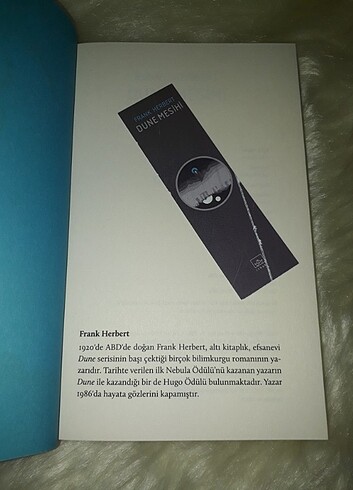 FRANK HERBERT
DUNE MESİHİ
Frank Herbert
1920'de ABD'de doğan Frank Herbert, altı kitaplık, efsanevi
Dune serisinin başı çektiği birçok bilimkurgu romanının ya-
zarıdır. Tarihte verilen ilk Nebula Ödülü'nü kazanan yazarın
Dune ile kazandığı bir de Hugo Ödülü bulunmaktadır. Yazar
1986'da hayata gözlerini kapamıştır.